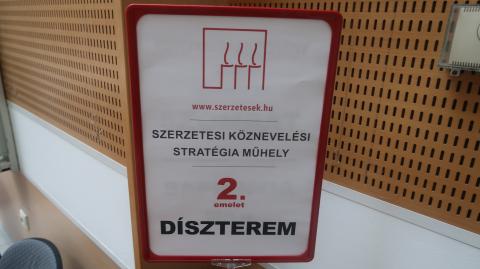 www.szerzetesek.hu
SZERZETESI KÖZNEVELÉSI
STRATÉGIA MŰHELY
2.
emelet
DÍSZTEREM